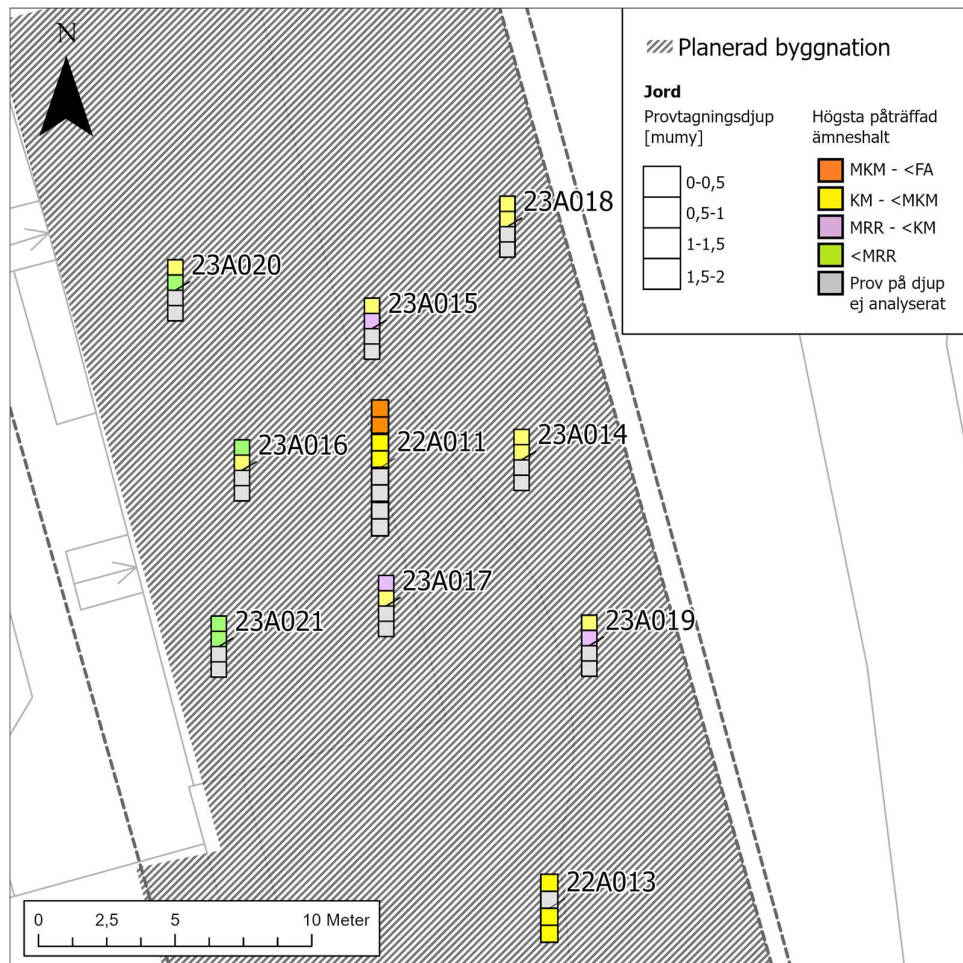 N
Planerad byggnation
Jord
Provtagningsdjup
[mumy]
0-0,5
0,5-1
1-1,5
1,5-2
Högsta påträffad
ämneshalt
MKM - <FA
KM - <MKM
MRR - <KM
<MRR
Prov på djup
ej analyserat
23A018
23A020
23A015
23A016
22A011
23A014
23A017
23A021
23A019
22A013
0 2,5 5 10 Meter